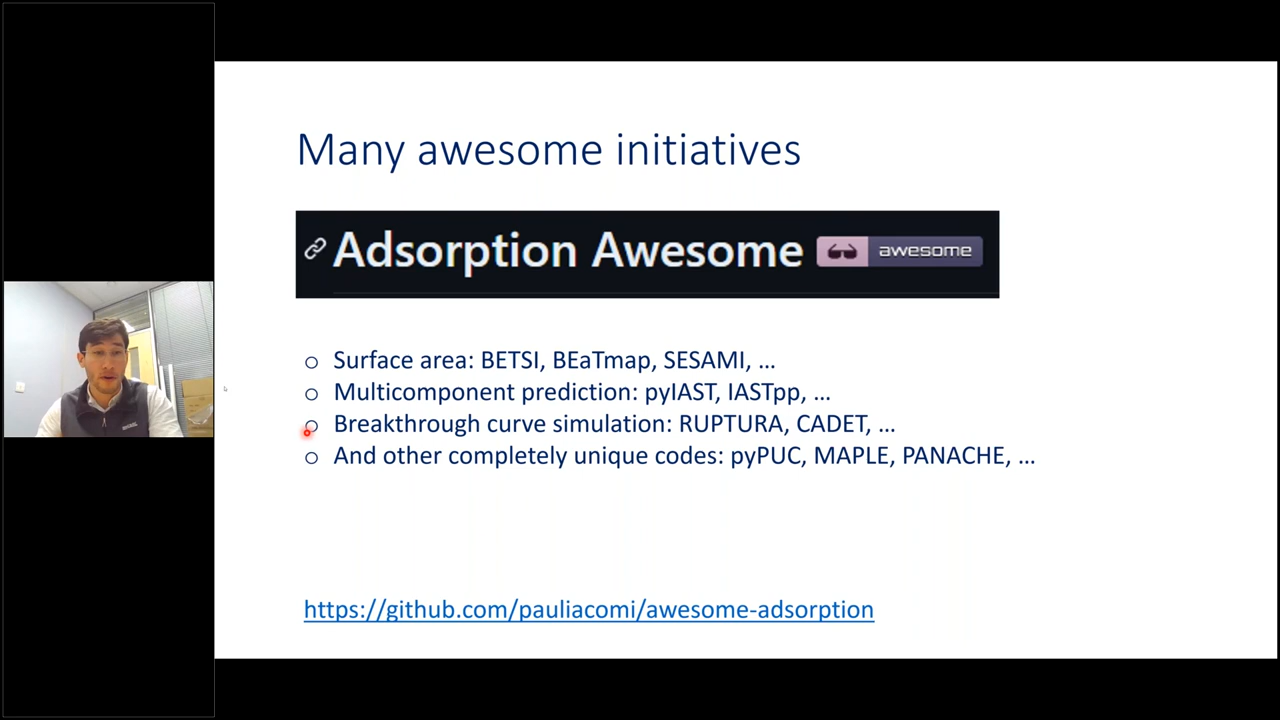 Many awesome initiatives
Adsorption Awesome awesome
Surface area: BETSI, BEaTmap, SESAMI, …
Multicomponent prediction: pyIAST, IASTpp, …
Breakthrough curve simulation: RUPTURA, CADET, …
And other completely unique codes: pyPUC, MAPLE, PANACHE, …
https://github.com/pauliacomi/awesome-adsorption